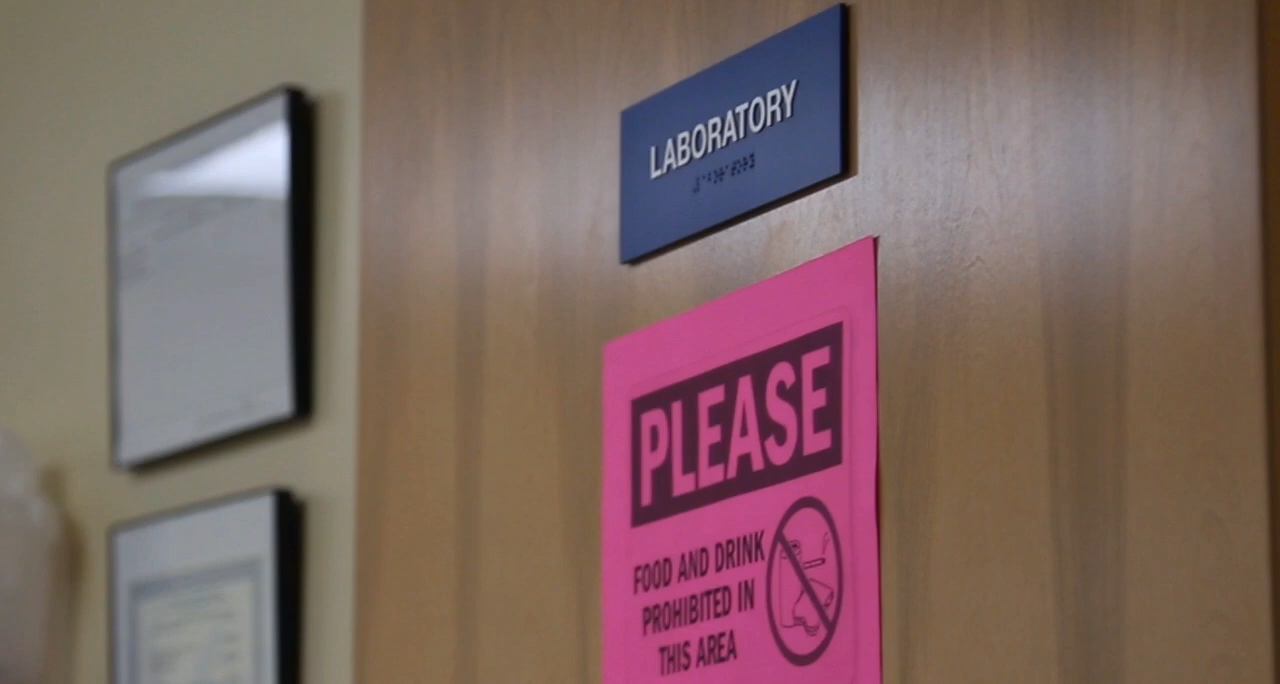 LABORATORY
PLEASE
FOOD AND DRINK
PROHIBITED IN
THIS AREA